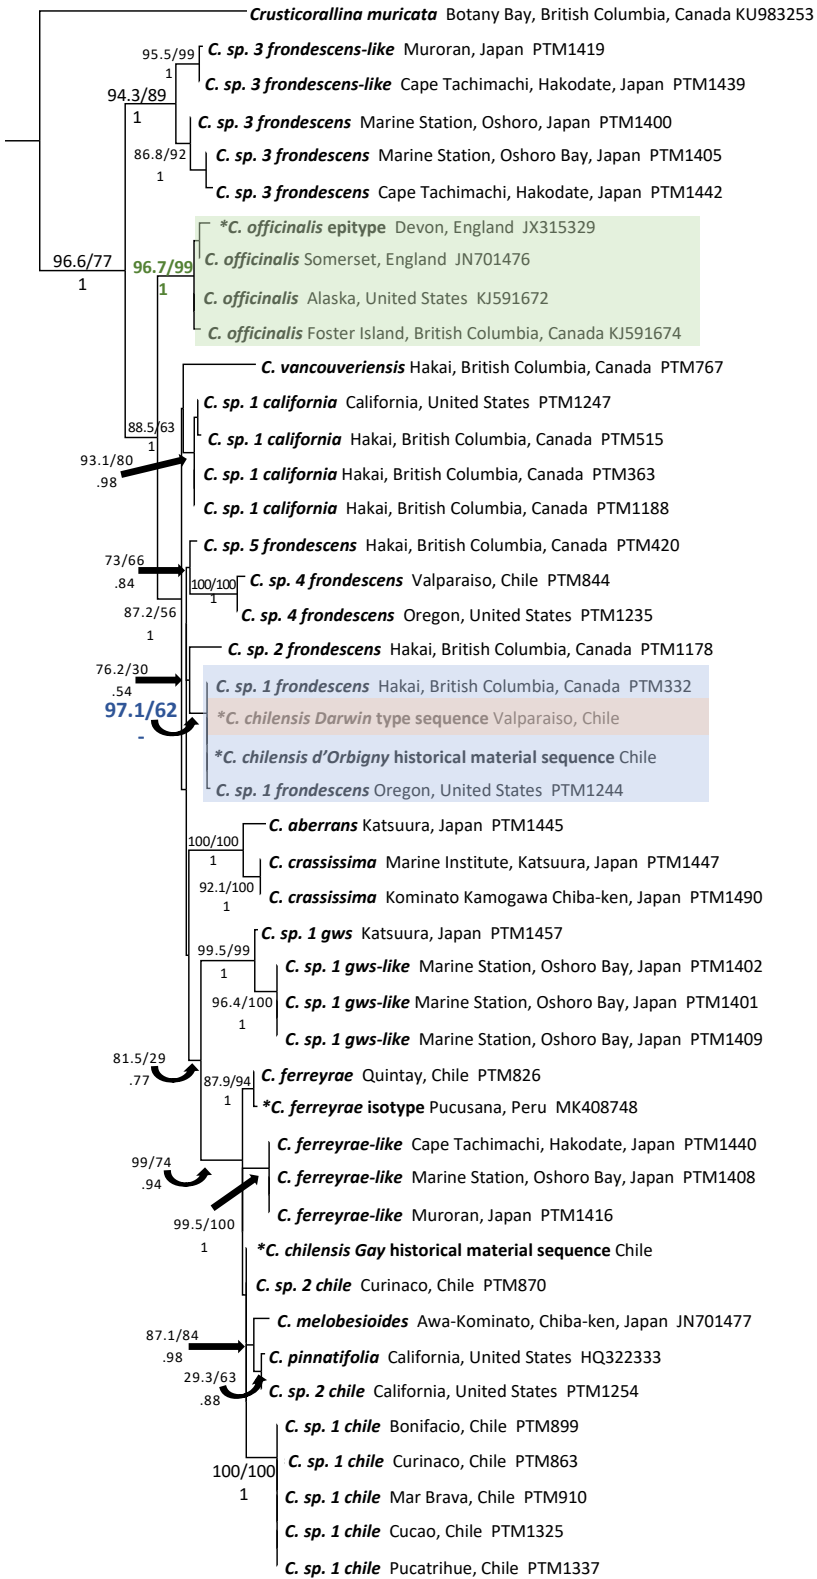 Crusticorallina muricata Botany Bay, British Columbia, Canada KU983253
95.5/99
1
C. sp. 3 frondescens-like Muroran, Japan PTM1419
C. sp. 3 frondescens-like Cape Tachimachi, Hakodate, Japan PTM1439
94.3/89
1
C. sp. 3 frondescens Marine Station, Oshoro, Japan PTM1400
86.8/92
1
C. sp. 3 frondescens Marine Station, Oshoro Bay, Japan PTM1405
C. sp. 3 frondescens Cape Tachimachi, Hakodate, Japan PTM1442
96.6/77
1
96.7/99
1
*C. officinalis epitype Devon, England JX315329
C. officinalis Somerset, England JN701476
C. officinalis Alaska, United States KJ591672
C. officinalis Foster Island, British Columbia, Canada KJ591674
C. vancouveriensis Hakai, British Columbia, Canada PTM767
C. sp. 1 california California, United States PTM1247
88.5/63
1
C. sp. 1 california Hakai, British Columbia, Canada PTM515
93.1/80
.98
C. sp. 1 california Hakai, British Columbia, Canada PTM363
C. sp. 1 california Hakai, British Columbia, Canada PTM1188
C. sp. 5 frondescens Hakai, British Columbia, Canada PTM420
73/66
.84
100/100
1
C. sp. 4 frondescens Valparaiso, Chile PTM844
C. sp. 4 frondescens Oregon, United States PTM1235
87.2/56
1
C. sp. 2 frondescens Hakai, British Columbia, Canada PTM1178
76.2/30
.54
C. sp. 1 frondescens Hakai, British Columbia, Canada PTM332
97.1/62
-
*C. chilensis Darwin type sequence Valparaiso, Chile
*C. chilensis d'Orbigny historical material sequence Chile
C. sp. 1 frondescens Oregon, United States PTM1244
C. aberrans Katsuura, Japan PTM1445
100/100
1
C. crassissima Marine Institute, Katsuura, Japan PTM1447
92.1/100
1
C. crassissima Kominato Kamogawa Chiba-ken, Japan PTM1490
C. sp. 1 gws Katsuura, Japan PTM1457
99.5/99
1
C. sp. 1 gws-like Marine Station, Oshoro Bay, Japan PTM1402
96.4/100
1
C. sp. 1 gws-like Marine Station, Oshoro Bay, Japan PTM1401
C. sp. 1 gws-like Marine Station, Oshoro Bay, Japan PTM1409
81.5/29
.77
87.9/94
1
C. ferreyrae Quintay, Chile PTM826
*C. ferreyrae isotype Pucusana, Peru MK408748
C. ferreyrae-like Cape Tachimachi, Hakodate, Japan PTM1440
99/74
.94
C. ferreyrae-like Marine Station, Oshoro Bay, Japan PTM1408
C. ferreyrae-like Muroran, Japan PTM1416
99.5/100
1
*C. chilensis Gay historical material sequence Chile
C. sp. 2 chile Curinaco, Chile PTM870
C. melobesioides Awa-Kominato, Chiba-ken, Japan JN701477
87.1/84
.98
C. pinnatifolia California, United States HQ322333
29.3/63
.88
C. sp. 2 chile California, United States PTM1254
C. sp. 1 chile Bonifacio, Chile PTM899
C. sp. 1 chile Curinaco, Chile PTM863
100/100
1
C. sp. 1 chile Mar Brava, Chile PTM910
C. sp. 1 chile Cucao, Chile PTM1325
C. sp. 1 chile Pucatrihue, Chile PTM1337